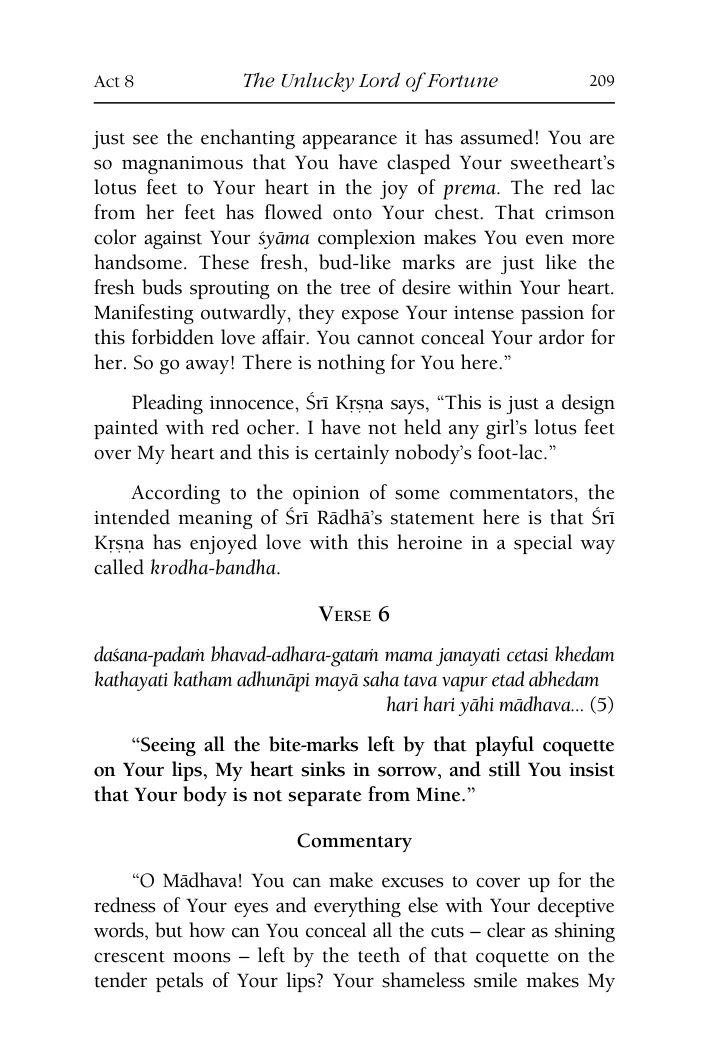 Act 8 The Unlucky Lord of Fortune 209
just see the enchanting appearance it has assumed! You are
so magnanimous that You have clasped Your sweetheart’s
lotus feet to Your heart in the joy of prema. The red lac
from her feet has flowed onto Your chest. That crimson
color against Your śyāma complexion makes You even more
handsome. These fresh, bud-like marks are just like the
fresh buds sprouting on the tree of desire within Your heart.
Manifesting outwardly, they expose Your intense passion for
this forbidden love affair. You cannot conceal Your ardor for
her. So go away! There is nothing for You here.”
Pleading innocence, Śrī Kṛṣṇa says, “This is just a design
painted with red ocher. I have not held any girl’s lotus feet
over My heart and this is certainly nobody’s foot-lac.”
According to the opinion of some commentators, the
intended meaning of Śrī Rādhā’s statement here is that Śrī
Kṛṣṇa has enjoyed love with this heroine in a special way
called krodha-bandha.
Verse 6
daśana-padaṁ bhavad-adhara-gataṁ mama janayati cetasi khedam
kathayati katham adhunāpi mayā saha tava vapur etad abhedam
hari hari yāhi mādhava... (5)
“Seeing all the bite-marks left by that playful coquette
on Your lips, My heart sinks in sorrow, and still You insist
that Your body is not separate from Mine.”
Commentary
“O Mādhava! You can make excuses to cover up for the
redness of Your eyes and everything else with Your deceptive
words, but how can You conceal all the cuts – clear as shining
crescent moons – left by the teeth of that coquette on the
tender petals of Your lips? Your shameless smile makes My